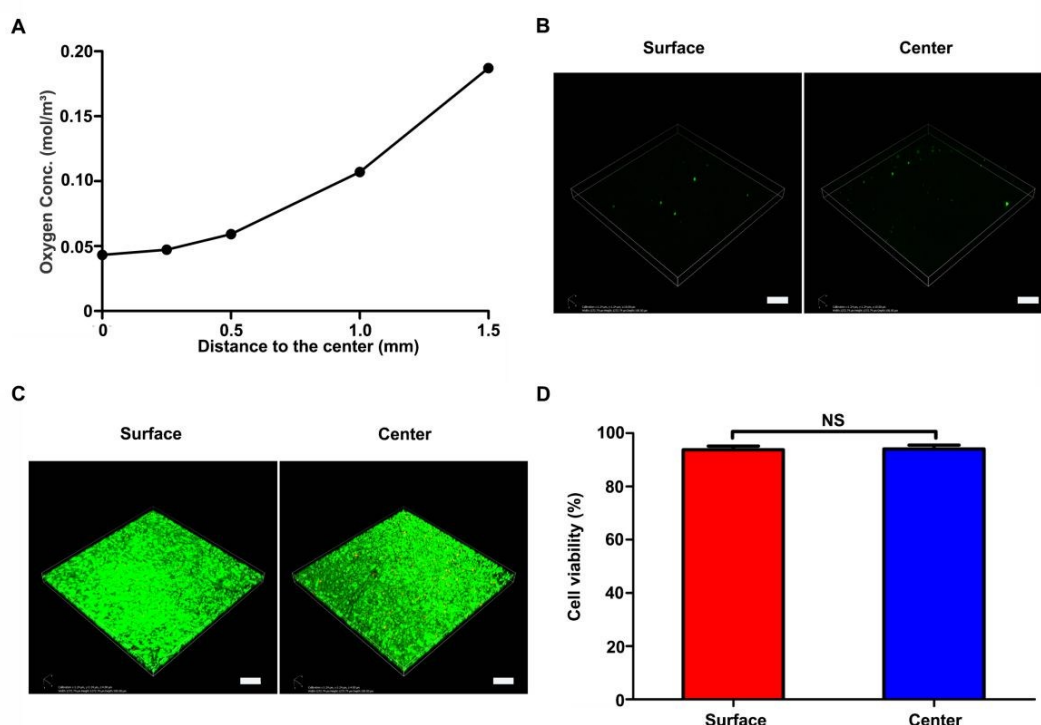 A
Oxygen Conc. (mol/m³)
0.20
0.15
0.10
0.05
0
0
0.5
1.0
1.5
Distance to the center (mm)
B
Surface
Center
C
Surface
Center
D
Cell viability (%)
100
80
60
40
20
0
NS
Surface
Center